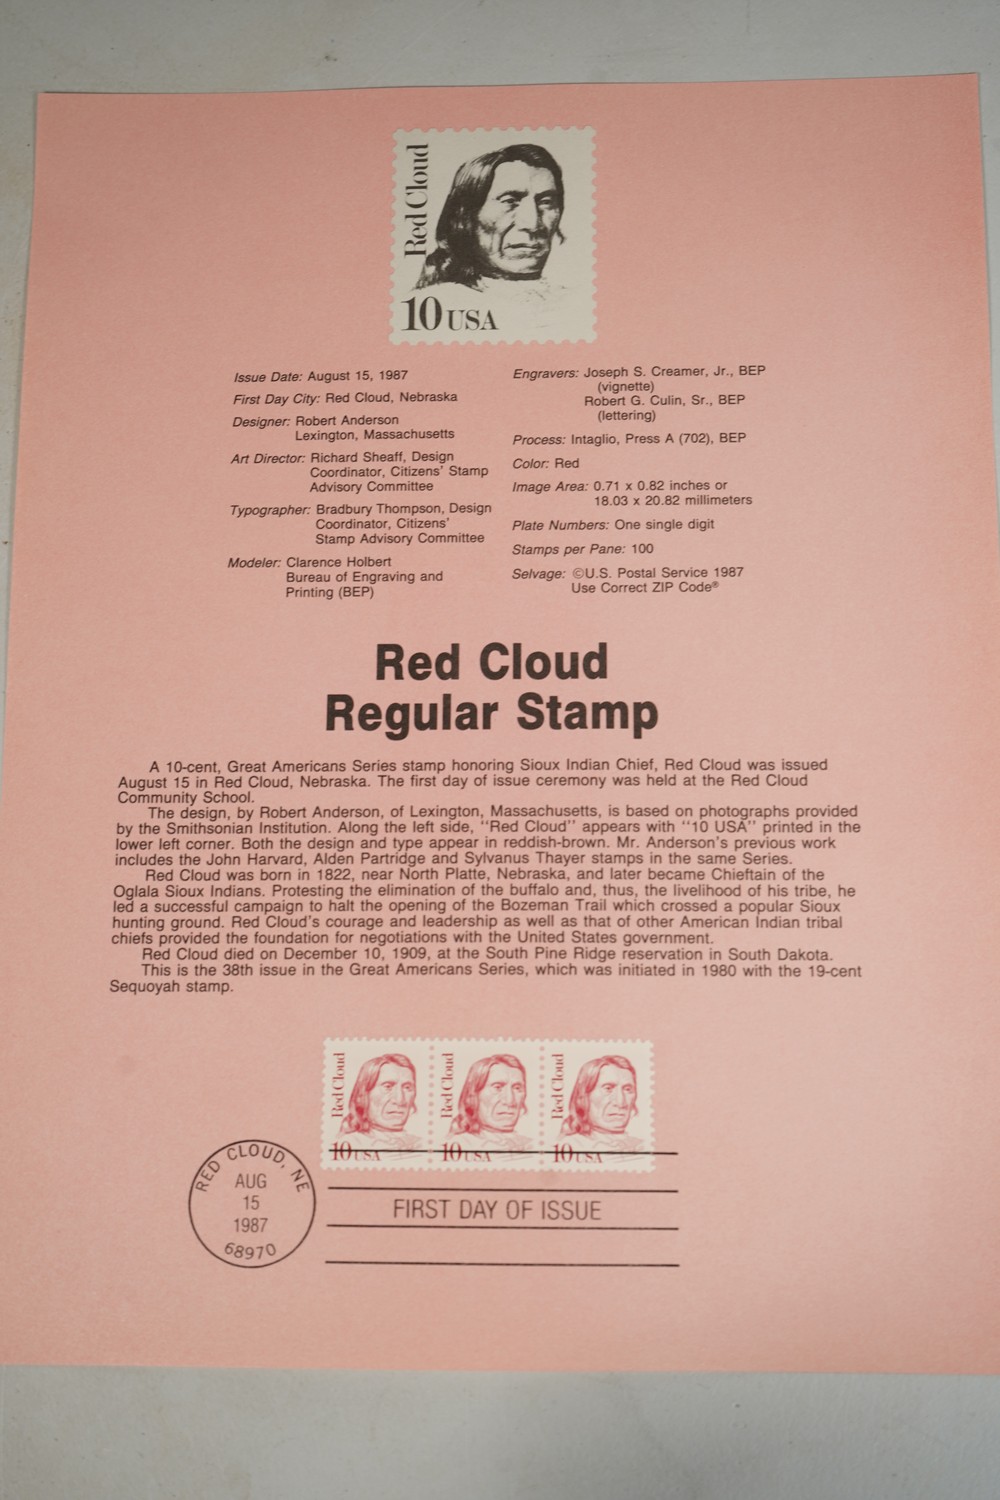 Red Cloud
10 USA
Issue Date: August 15, 1987
First Day City: Red Cloud, Nebraska
Designer: Robert Anderson
Lexington, Massachusetts
Art Director: Richard Sheaff, Design
Coordinator, Citizens' Stamp
Advisory Committee
Typographer: Bradbury Thompson, Design
Coordinator, Citizens'
Stamp Advisory Committee
Modeler: Clarence Holbert
Bureau of Engraving and
Printing (BEP)
Engravers: Joseph S. Creamer, Jr., BEP
(vignette)
Robert G. Culin, Sr., BEP
(lettering)
Process: Intaglio, Press A (702), BEP
Color: Red
Image Area: 0.71 x 0.82 inches or
18.03 x 20.82 millimeters
Plate Numbers: One single digit
Stamps per Pane: 100
Selvage: ©U.S. Postal Service 1987
Use Correct ZIP Code®
Red Cloud
Regular Stamp
A 10-cent, Great Americans Series stamp honoring Sioux Indian Chief, Red Cloud was issued
August 15 in Red Cloud, Nebraska. The first day of issue ceremony was held at the Red Cloud
Community School.
The design, by Robert Anderson, of Lexington, Massachusetts, is based on photographs provided
by the Smithsonian Institution. Along the left side, "Red Cloud" appears with "10 USA" printed in the
lower left corner. Both the design and type appear in reddish-brown. Mr. Anderson's previous work
includes the John Harvard, Alden Partridge and Sylvanus Thayer stamps in the same Series.
Red Cloud was born in 1822, near North Platte, Nebraska, and later became Chieftain of the
Oglala Sioux Indians. Protesting the elimination of the buffalo and, thus, the livelihood of his tribe, he
led a successful campaign to halt the opening of the Bozeman Trail which crossed a popular Sioux
hunting ground. Red Cloud's courage and leadership as well as that of other American Indian tribal
chiefs provided the foundation for negotiations with the United States government.
Red Cloud died on December 10, 1909, at the South Pine Ridge reservation in South Dakota.
This is the 38th issue in the Great Americans Series, which was initiated in 1980 with the 19-cent
Sequoyah stamp.
Red Cloud
10 USA
Red Cloud
10 USA
Red Cloud
10 USA
RED CLOUD, NE
AUG
15
1987
68970
FIRST DAY OF ISSUE